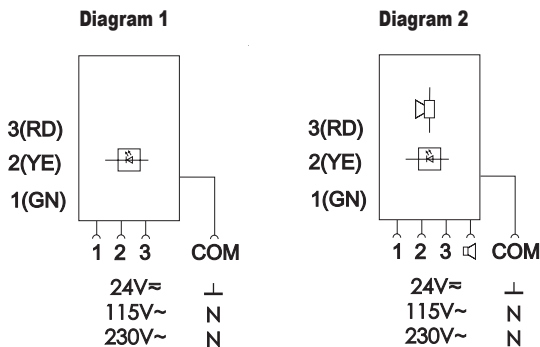 Diagram 1
3(RD)
2(YE)
1(GN)
1 2 3 COM
24V≂ ⊥
115V~ N
230V~ N
Diagram 2
3(RD)
2(YE)
1(GN)
1 2 3 COM
24V≂ ⊥
115V~ N
230V~ N